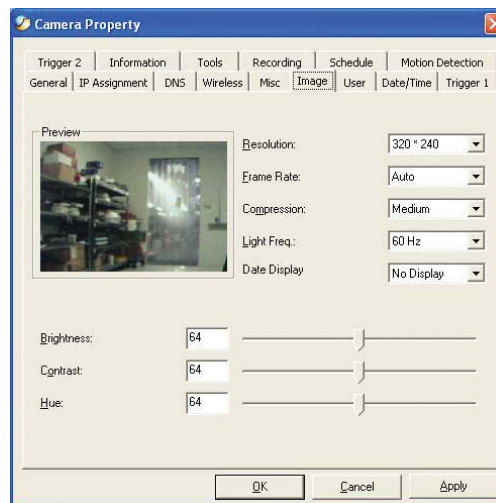 Camera Property
Trigger 2 Information Tools Recording Schedule Motion Detection
General IP Assignment DNS Wireless Misc Image User Date/Time Trigger 1
Preview
Resolution: 320 * 240
Frame Rate: Auto
Compression: Medium
Light Freq.: 60 Hz
Date Display No Display
Brightness: 64
Contrast: 64
Hue: 64
OK Cancel Apply